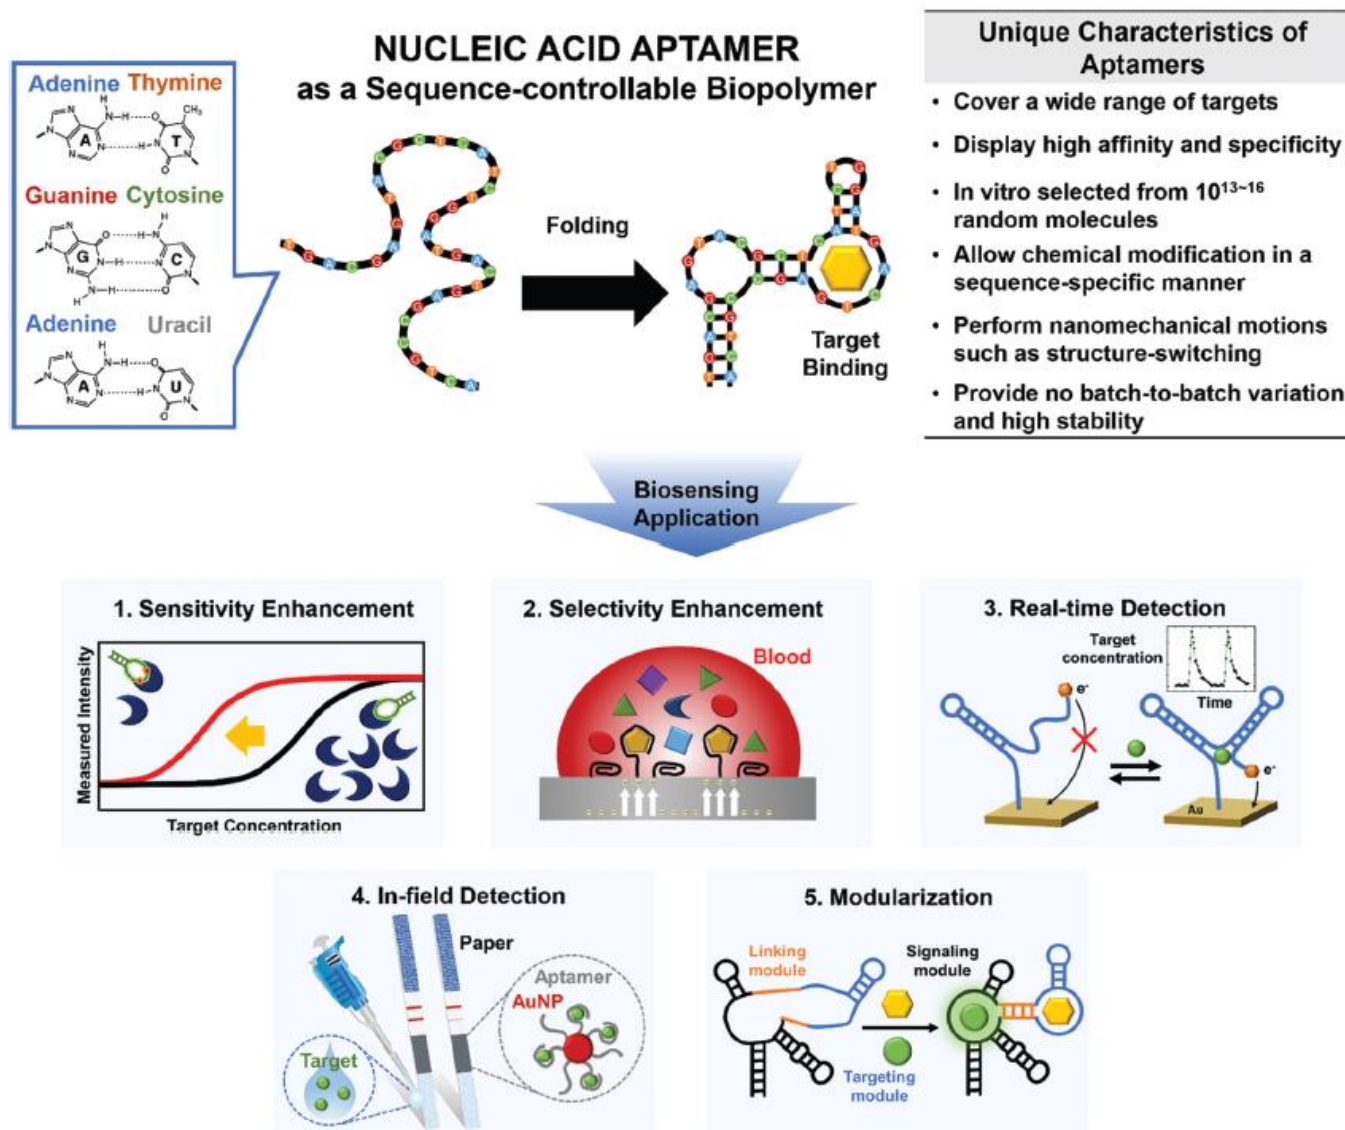 NUCLEIC ACID APTAMER
as a Sequence-controllable Biopolymer
Adenine Thymine
A T
CH₃
Guanine Cytosine
G C
Adenine Uracil
A U
Folding
Target
Binding
Unique Characteristics of
Aptamers
• Cover a wide range of targets
• Display high affinity and specificity
• In vitro selected from 10¹³~¹⁶
random molecules
• Allow chemical modification in a
sequence-specific manner
• Perform nanomechanical motions
such as structure-switching
• Provide no batch-to-batch variation
and high stability
Biosensing
Application
1. Sensitivity Enhancement
Measured Intensity
Target Concentration
2. Selectivity Enhancement
Blood
3. Real-time Detection
Target
concentration
Time
e⁻
e⁻
Au
4. In-field Detection
Paper
Aptamer
AuNP
Target
5. Modularization
Linking
module
Signaling
module
Targeting
module